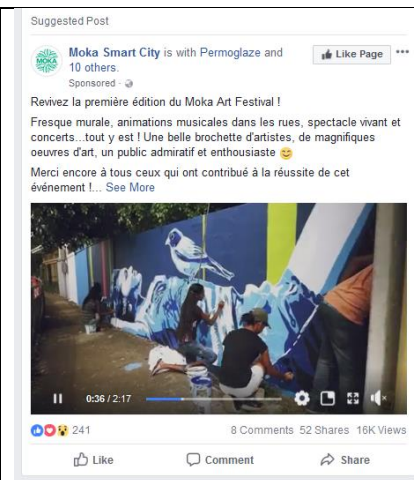 Suggested Post
MOKA
Moka Smart City is with Permoglaze and
10 others.
Sponsored ·
Like Page
Revivez la première édition du Moka Art Festival !
Fresque murale, animations musicales dans les rues, spectacle vivant et
concerts...tout y est ! Une belle brochette d'artistes, de magnifiques
oeuvres d'art, un public admiratif et enthousiaste 😊
Merci encore à tous ceux qui ont contribué à la réussite de cet
événement !... See More
0:36 / 2:17
241
8 Comments 52 Shares 16K Views
Like Comment Share